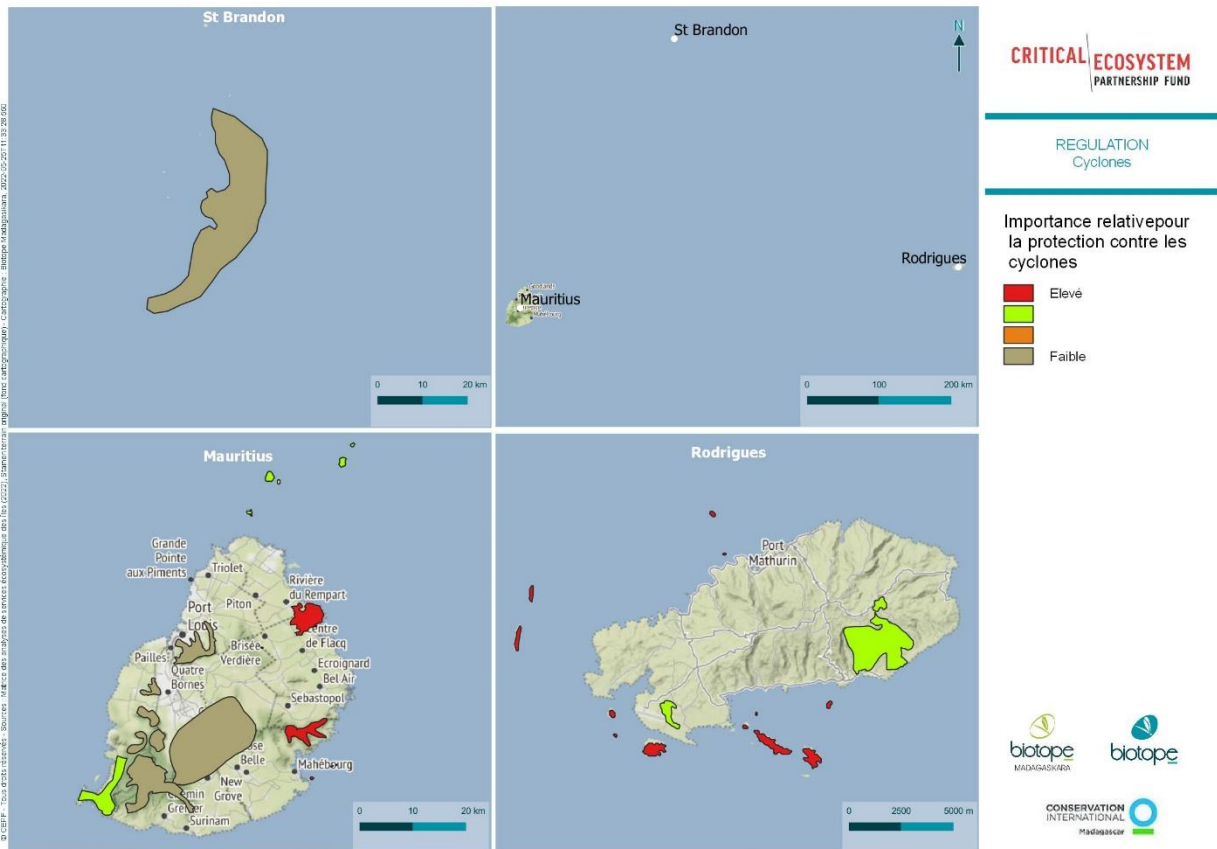 St Brandon
0 10 20 km
St Brandon
N
Rodrigues
Mauritius
0 100 200 km
CRITICAL ECOSYSTEM
PARTNERSHIP FUND
REGULATION
Cyclones
Importance relativepour
la protection contre les
cyclones
Elevé
Faible
Mauritius
Grande
Pointe
aux Piments
Triolet
Rivière
du Rempart
Piton
Port
Louis
Centre
de Flacq
Brisée
Verdière
Pailles
Ecroignard
Bel Air
Quatre
Bornes
Sebastopol
Belle
Mahébourg
New
Grove
Chemin
Grenier
Surinam
0 10 20 km
Rodrigues
Port
Mathurin
0 2500 5000 m
biotope
MADAGASKARA
biotope
CONSERVATION
INTERNATIONAL
Madagascar